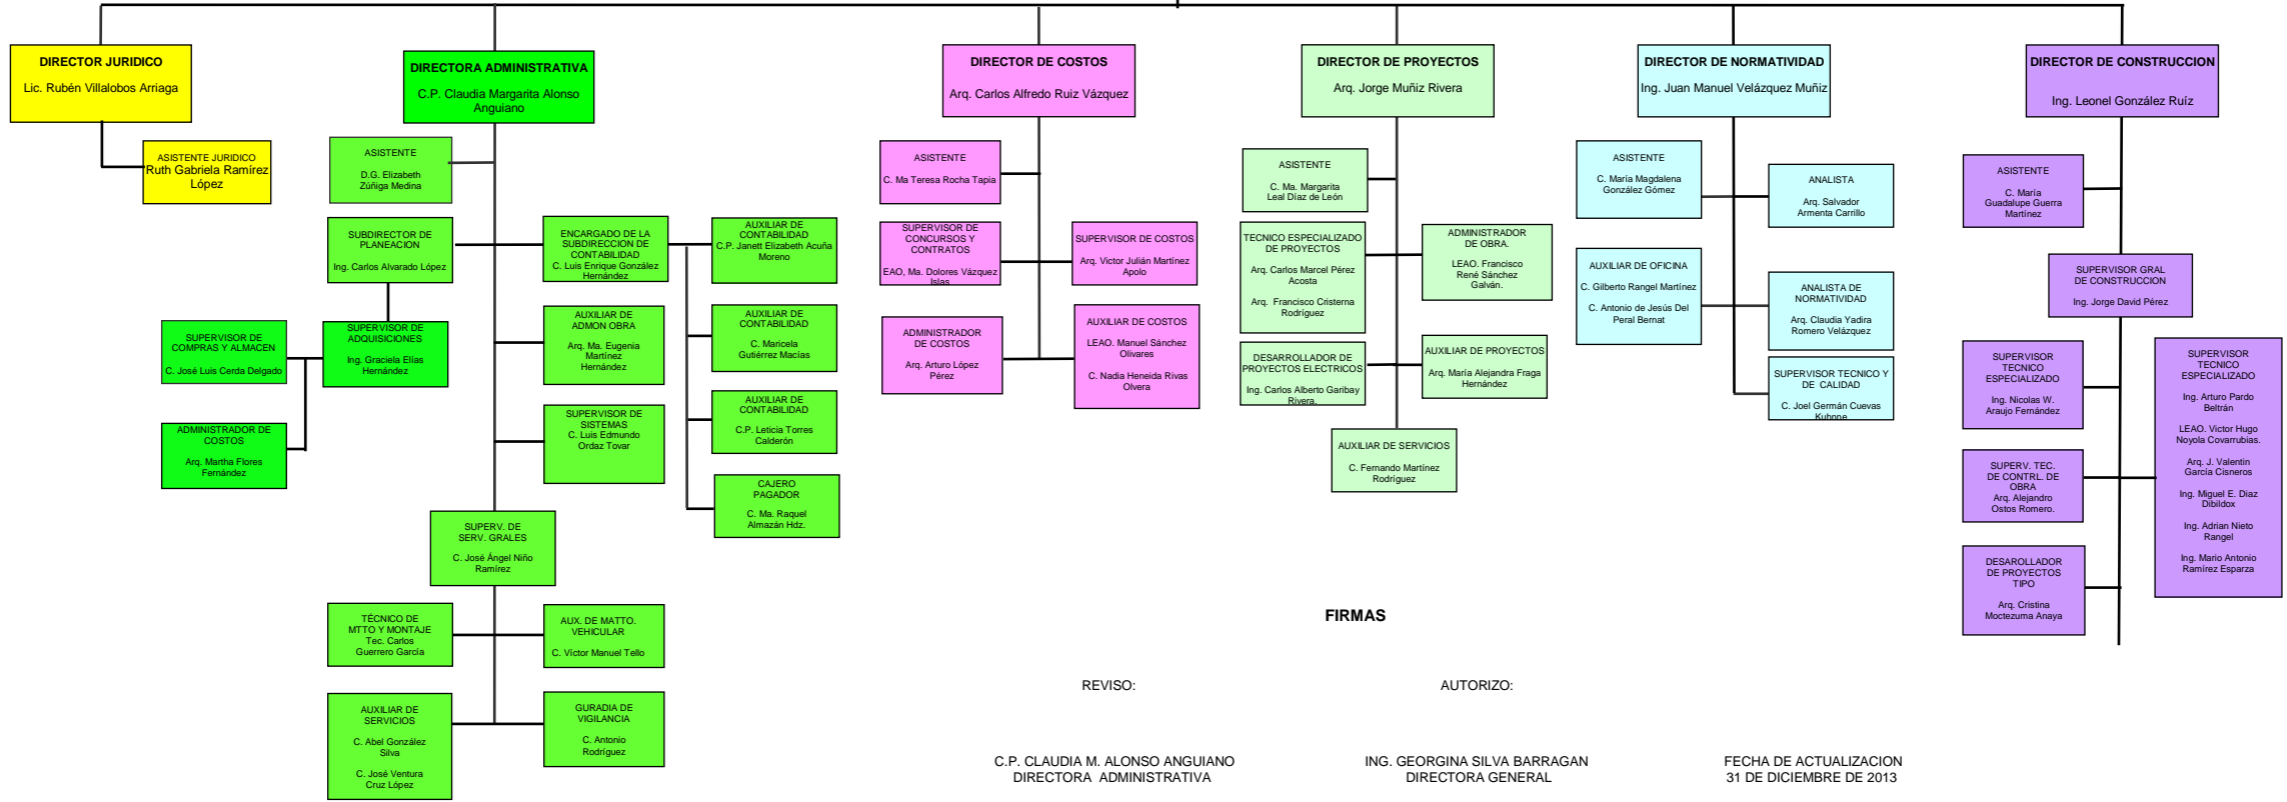 DIRECTOR JURIDICO
Lic. Rubén Villalobos Arriaga
ASISTENTE JURIDICO
Ruth Gabriela Ramírez
López
DIRECTORA ADMINISTRATIVA
C.P. Claudia Margarita Alonso
Anguiano
ASISTENTE
D.G. Elizabeth
Zúñiga Medina
SUBDIRECTOR DE
PLANEACION
Ing. Carlos Alvarado López
ENCARGADO DE LA
SUBDIRECCION DE
CONTABILIDAD
C. Luis Enrique González
Hernández
AUXILIAR DE
CONTABILIDAD
C.P. Janett Elizabeth Acuña
Moreno
SUPERVISOR DE
COMPRAS Y ALMACEN
C. José Luis Cerda Delgado
SUPERVISOR DE
ADQUISICIONES
Ing. Graciela Elías
Hernández
AUXILIAR DE
ADMON OBRA
Arq. Ma. Eugenia
Martínez
Hernández
AUXILIAR DE
CONTABILIDAD
C. Maricela
Gutiérrez Macías
ADMINISTRADOR DE
COSTOS
Arq. Martha Flores
Fernández
SUPERVISOR DE
SISTEMAS
C. Luis Edmundo
Ordaz Tovar
AUXILIAR DE
CONTABILIDAD
C.P. Leticia Torres
Calderón
CAJERO
PAGADOR
C. Ma. Raquel
Almazán Hdz.
SUPERV. DE
SERV. GRALES
C. José Ángel Niño
Ramírez
TÉCNICO DE
MTTO Y MONTAJE
Tec. Carlos
Guerrero García
AUX. DE MATTO.
VEHICULAR
C. Víctor Manuel Tello
AUXILIAR DE
SERVICIOS
C. Abel González
Silva
C. José Ventura
Cruz López
GURADIA DE
VIGILANCIA
C. Antonio
Rodríguez
DIRECTOR DE COSTOS
Arq. Carlos Alfredo Ruiz Vázquez
ASISTENTE
C. Ma Teresa Rocha Tapia
SUPERVISOR DE
CONCURSOS Y
CONTRATOS
EAO, Ma. Dolores Vázquez
Islas
SUPERVISOR DE COSTOS
Arq. Victor Julián Martínez
Apolo
ADMINISTRADOR
DE COSTOS
Arq. Arturo López
Pérez
AUXILIAR DE COSTOS
LEAO. Manuel Sánchez
Olivares
C. Nadia Heneida Rivas
Olvera
DIRECTOR DE PROYECTOS
Arq. Jorge Muñiz Rivera
ASISTENTE
C. Ma. Margarita
Leal Díaz de León
TECNICO ESPECIALIZADO
DE PROYECTOS
Arq. Carlos Marcel Pérez
Acosta
Arq. Francisco Cristerna
Rodríguez
ADMINISTRADOR
DE OBRA.
LEAO. Francisco
René Sánchez
Galván.
DESARROLLADOR DE
PROYECTOS ELECTRICOS
Ing. Carlos Alberto Garibay
Rivera.
AUXILIAR DE PROYECTOS
Arq. María Alejandra Fraga
Hernández
AUXILIAR DE SERVICIOS
C. Fernando Martínez
Rodríguez
DIRECTOR DE NORMATIVIDAD
Ing. Juan Manuel Velázquez Muñiz
ASISTENTE
C. María Magdalena
González Gómez
ANALISTA
Arq. Salvador
Armenta Carrillo
AUXILIAR DE OFICINA
C. Gilberto Rangel Martínez
C. Antonio de Jesús Del
Peral Bernat
ANALISTA DE
NORMATIVIDAD
Arq. Claudia Yadira
Romero Velázquez
SUPERVISOR TECNICO Y
DE CALIDAD
C. Joel Germán Cuevas
Kuhnne
DIRECTOR DE CONSTRUCCION
Ing. Leonel González Ruíz
ASISTENTE
C. María
Guadalupe Guerra
Martínez
SUPERVISOR GRAL
DE CONSTRUCCION
Ing. Jorge David Pérez
SUPERVISOR
TECNICO
ESPECIALIZADO
Ing. Nicolas W.
Araujo Fernández
SUPERVISOR
TECNICO
ESPECIALIZADO
Ing. Arturo Pardo
Beltrán
LEAO. Victor Hugo
Noyola Covarrubias.
Arq. J. Valentin
García Cisneros
Ing. Miguel E. Diaz
Dibildox
Ing. Adrian Nieto
Rangel
Ing. Mario Antonio
Ramírez Esparza
SUPERV. TEC.
DE CONTRL. DE
OBRA
Arq. Alejandro
Ostos Romero.
DESAROLLADOR
DE PROYECTOS
TIPO
Arq. Cristina
Moctezuma Anaya
FIRMAS
REVISO:
AUTORIZO:
C.P. CLAUDIA M. ALONSO ANGUIANO
DIRECTORA ADMINISTRATIVA
ING. GEORGINA SILVA BARRAGAN
DIRECTORA GENERAL
FECHA DE ACTUALIZACION
31 DE DICIEMBRE DE 2013